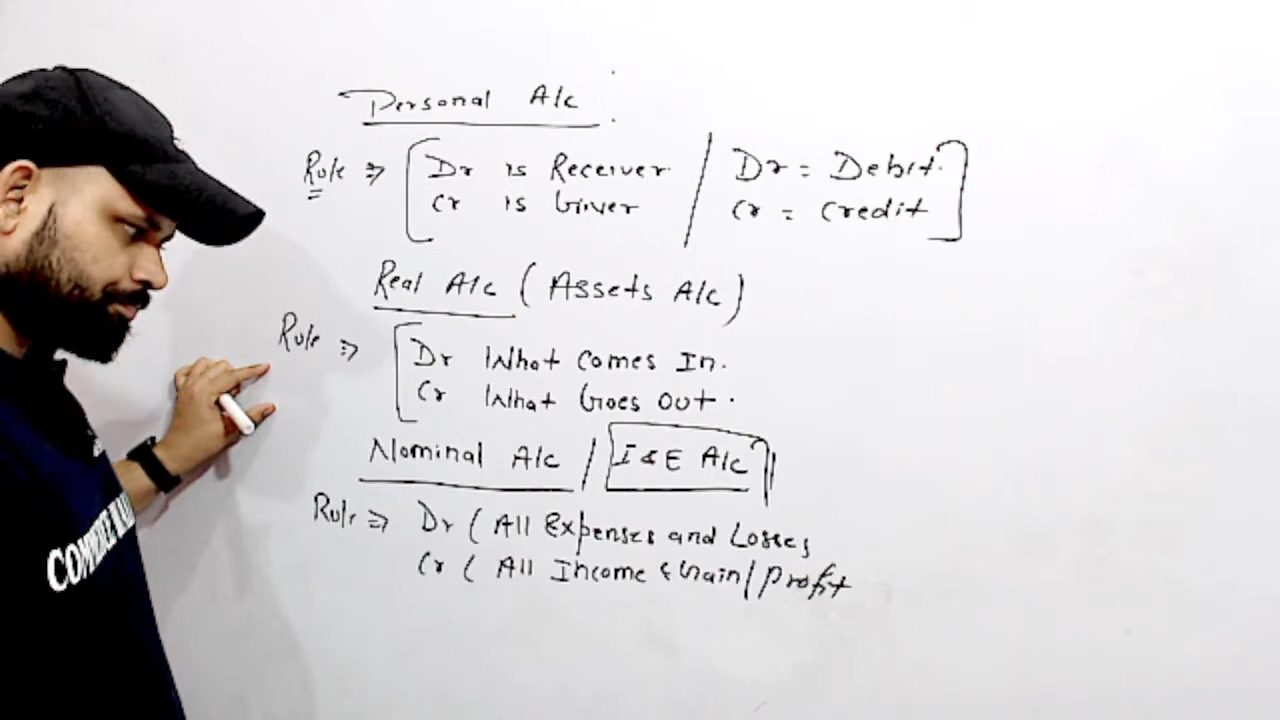 Personal A/c
Rule ⇒ [ Dr is Receiver. / Dr = Debit. ]
Cr is Giver / Cr = Credit
Real A/c ( Assets A/c )
Rule ⇒ [ Dr What Comes In.
Cr What Goes Out.
Nominal A/c / I & E A/c
Rule ⇒ Dr ( All Expenses and Losses
Cr ( All Income & Gain / Profit